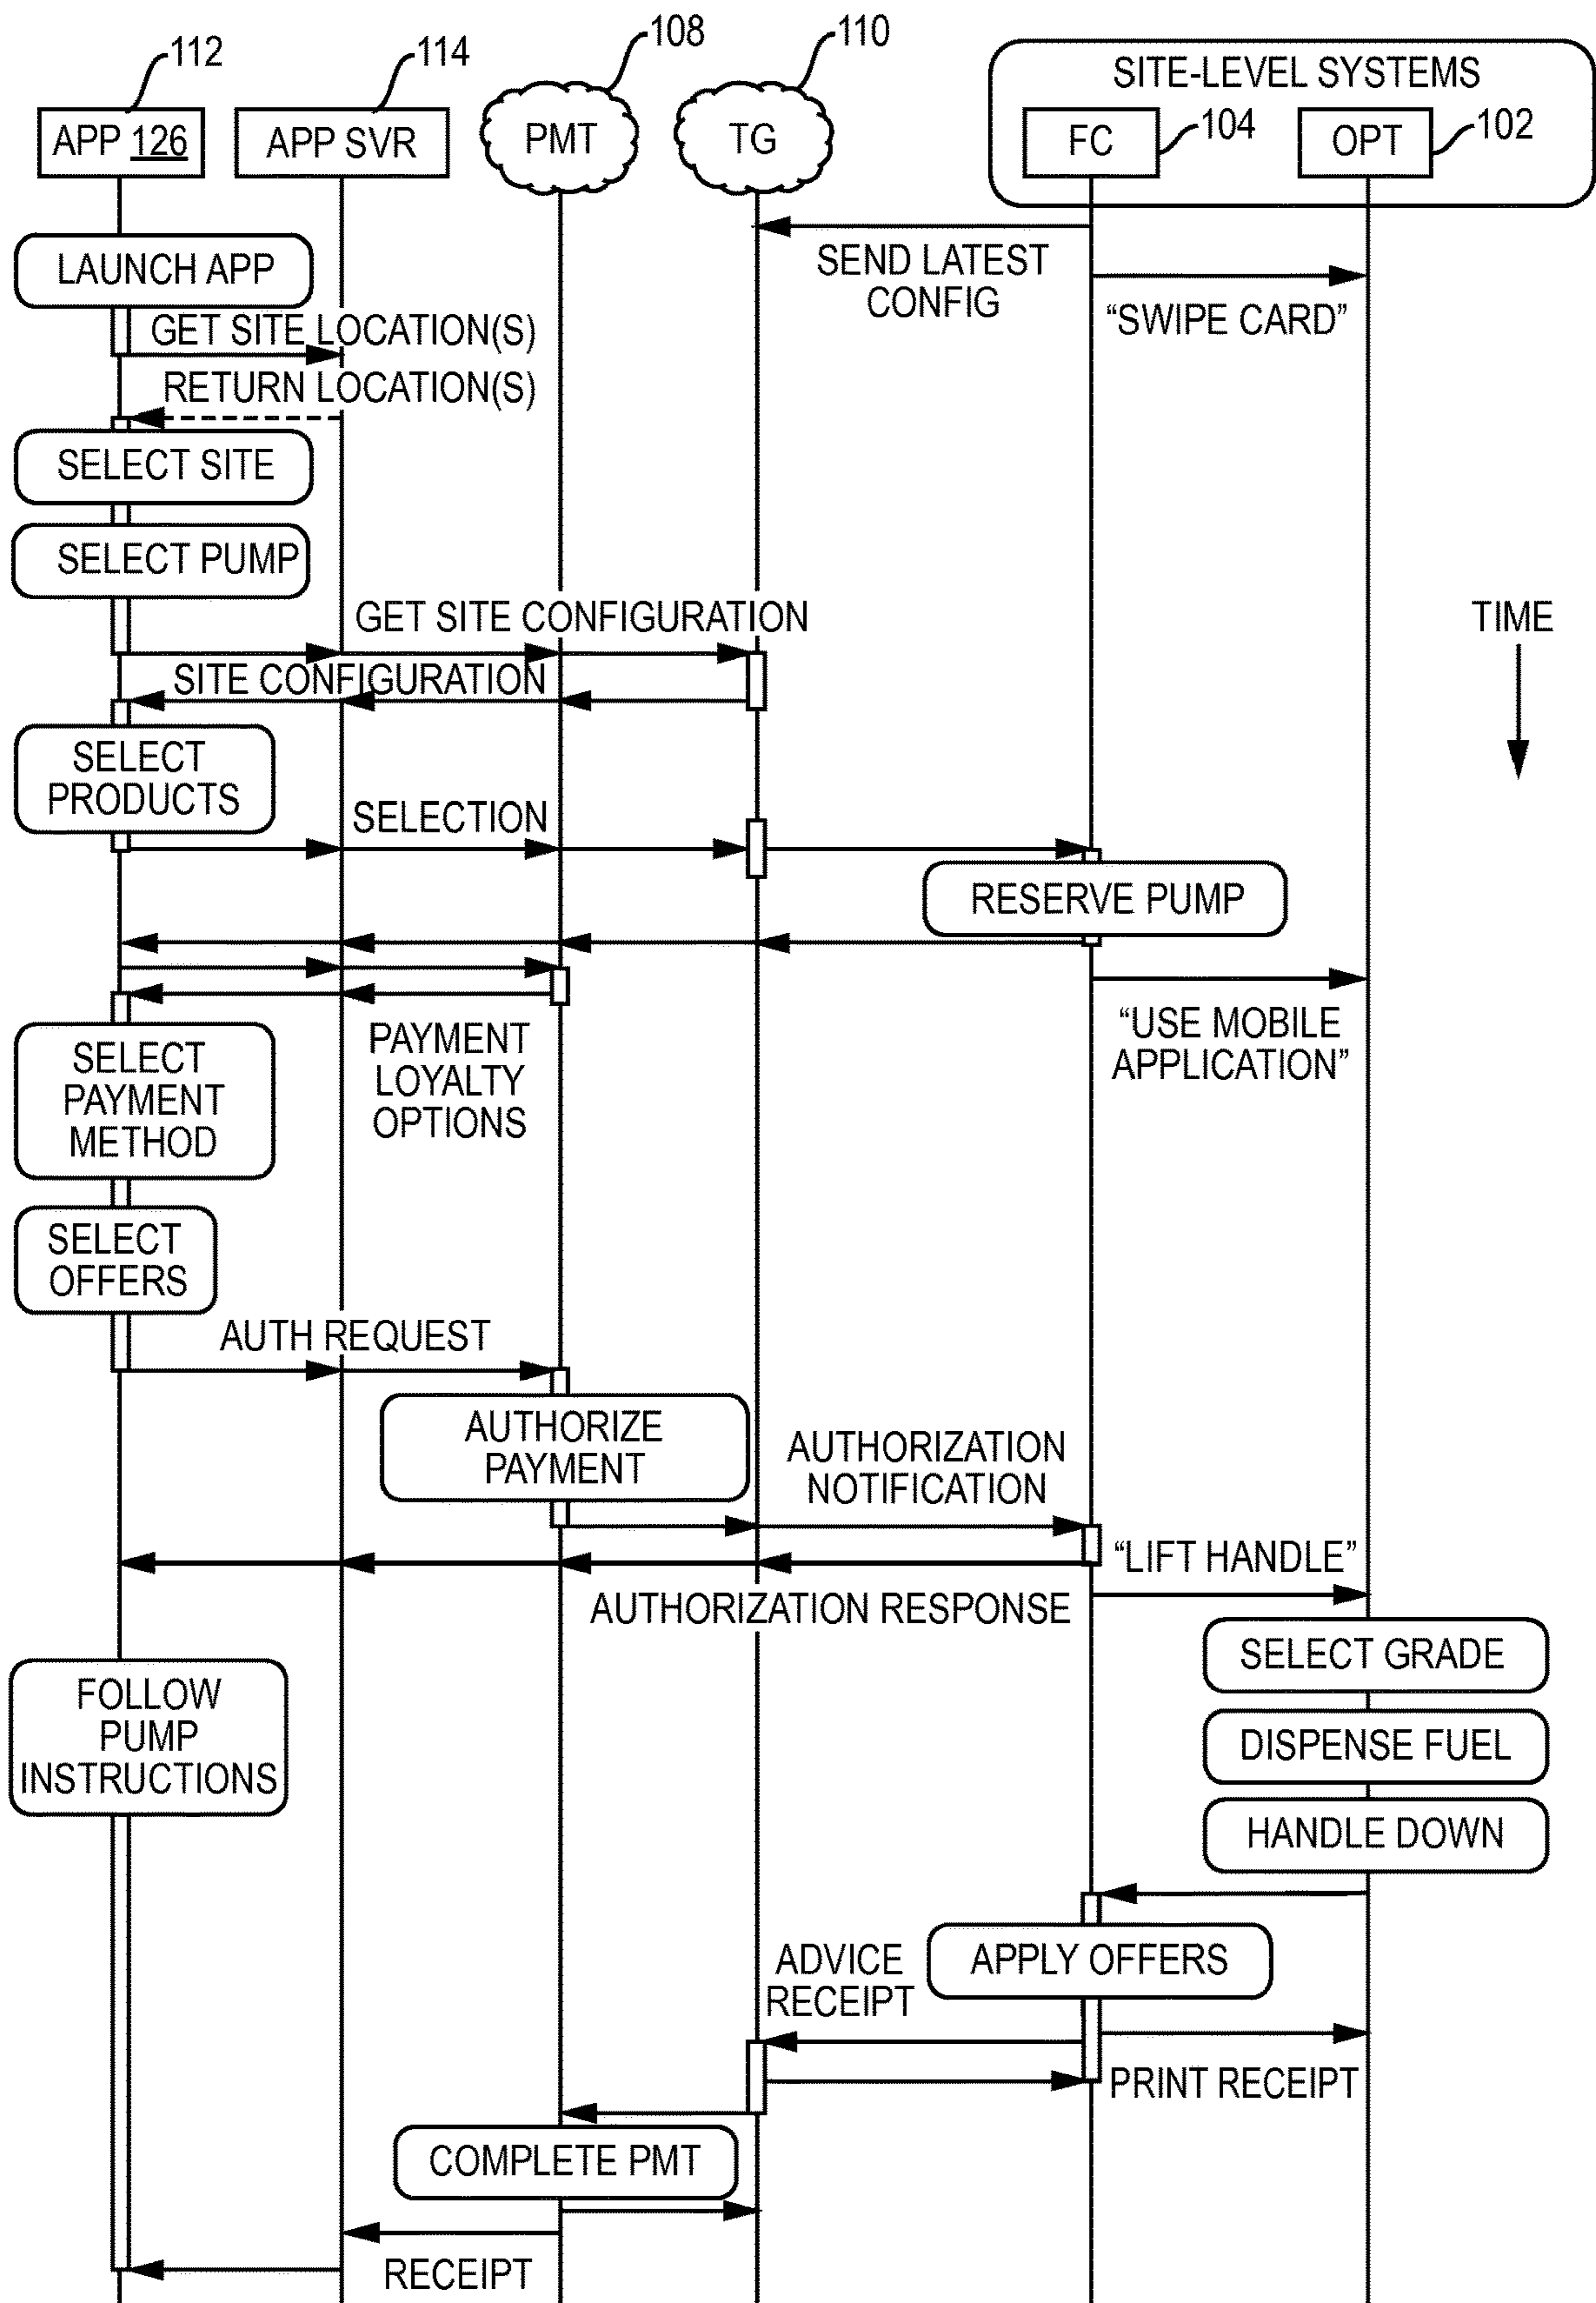 112
114
108
110
SITE-LEVEL SYSTEMS
APP 126
APP SVR
PMT
TG
FC
104
OPT
102
LAUNCH APP
SEND LATEST
CONFIG
"SWIPE CARD"
GET SITE LOCATION(S)
RETURN LOCATION(S)
SELECT SITE
SELECT PUMP
GET SITE CONFIGURATION
TIME
SITE CONFIGURATION
SELECT
PRODUCTS
SELECTION
RESERVE PUMP
"USE MOBILE
APPLICATION"
PAYMENT
LOYALTY
OPTIONS
SELECT
PAYMENT
METHOD
SELECT
OFFERS
AUTH REQUEST
AUTHORIZE
PAYMENT
AUTHORIZATION
NOTIFICATION
"LIFT HANDLE"
AUTHORIZATION RESPONSE
SELECT GRADE
FOLLOW
PUMP
INSTRUCTIONS
DISPENSE FUEL
HANDLE DOWN
APPLY OFFERS
ADVICE
RECEIPT
PRINT RECEIPT
COMPLETE PMT
RECEIPT